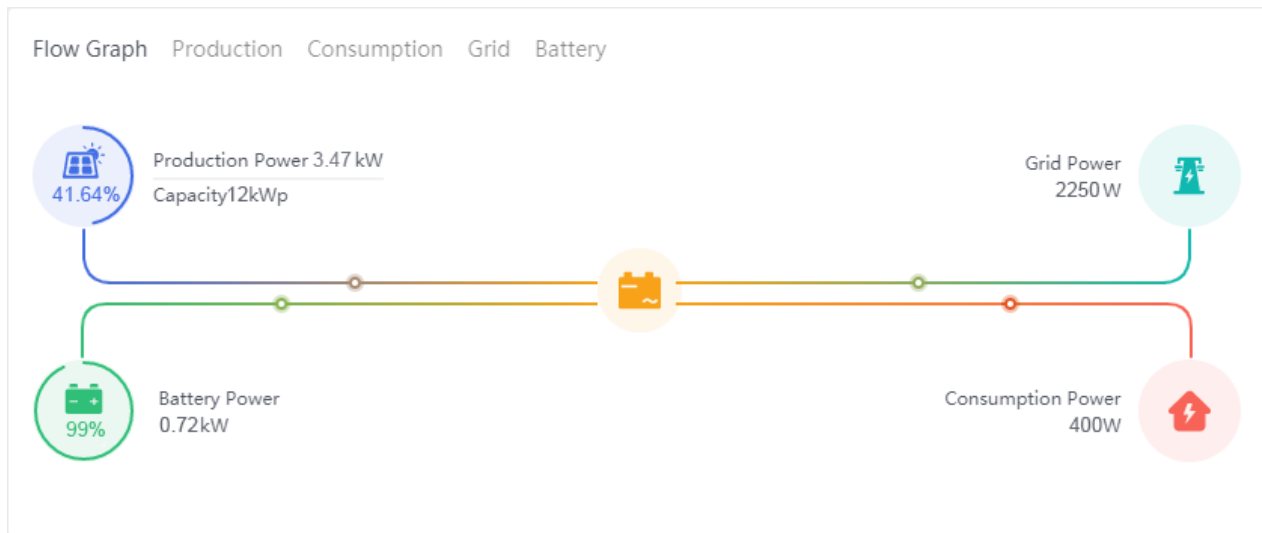 Flow Graph Production Consumption Grid Battery
41.64%
Production Power 3.47 kW
Capacity12kWp
Grid Power
2250 W
99%
Battery Power
0.72kW
Consumption Power
400W